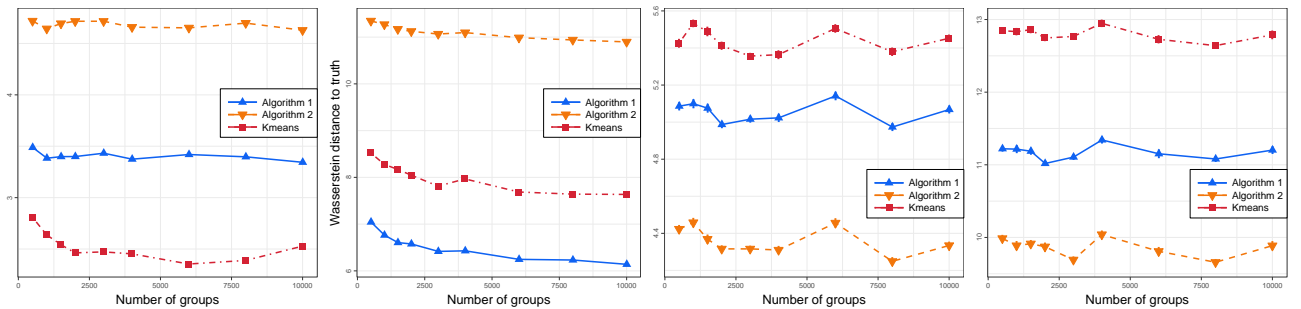 4
3
0
2500
5000
7500
10000
Number of groups
Algorithm 1
Algorithm 2
Kmeans
Wasserstein distance to truth
10
8
6
0
2500
5000
7500
10000
Number of groups
Algorithm 1
Algorithm 2
Kmeans
5.6
5.2
4.8
4.4
0
2500
5000
7500
10000
Number of groups
Algorithm 1
Algorithm 2
Kmeans
13
12
11
10
0
2500
5000
7500
10000
Number of groups
Algorithm 1
Algorithm 2
Kmeans